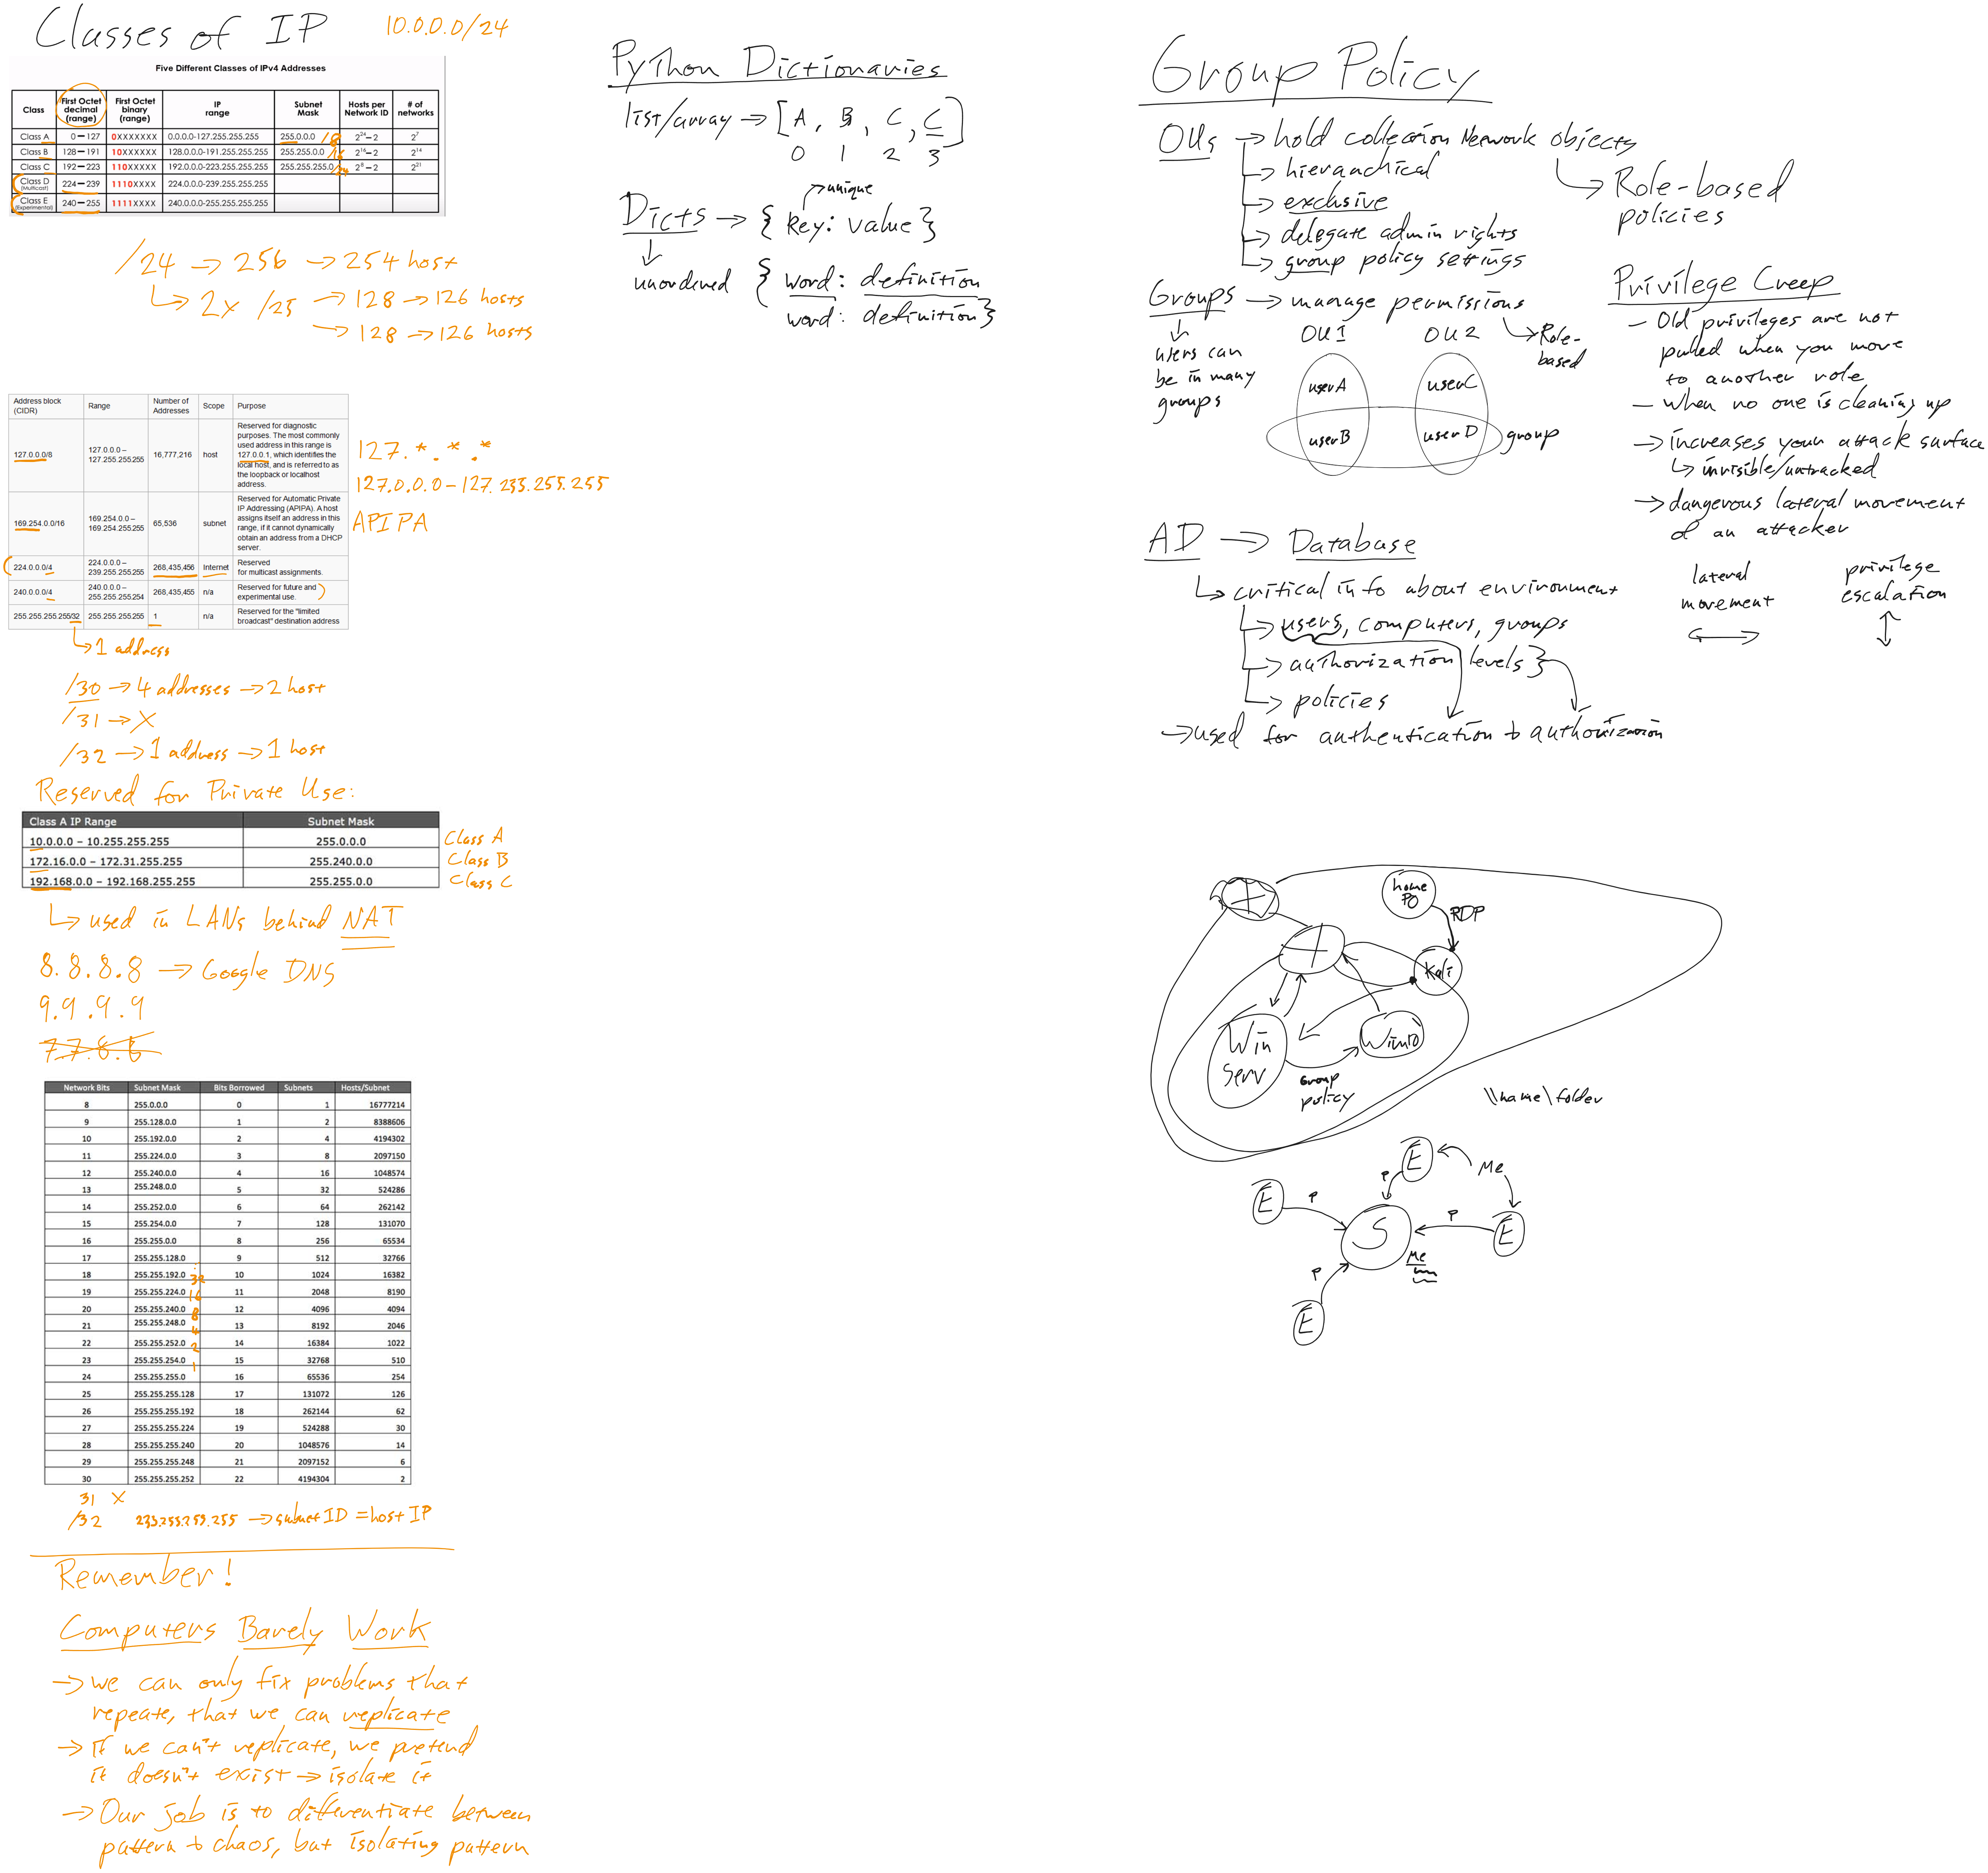 Classes of IP
10.0.0.0/24
Five Different Classes of IPv4 Addresses
Class | First Octet decimal (range) | First Octet binary (range) | IP range | Subnet Mask | Hosts per Network ID | # of networks
Class A | 0–127 | 0XXXXXXX | 0.0.0.0-127.255.255.255 | 255.0.0.0 /8 | 2^24–2 | 2^7
Class B | 128–191 | 10XXXXXX | 128.0.0.0-191.255.255.255 | 255.255.0.0 /16 | 2^16–2 | 2^14
Class C | 192–223 | 110XXXXX | 192.0.0.0-223.255.255.255 | 255.255.255.0 /24 | 2^8–2 | 2^21
Class D (Multicast) | 224–239 | 1110XXXX | 224.0.0.0-239.255.255.255
Class E (Experimental) | 240–255 | 1111XXXX | 240.0.0.0-255.255.255.255
/24 → 256 → 254 host
↳ 2x /25 → 128 → 126 hosts
→ 128 → 126 hosts
Address block (CIDR) | Range | Number of Addresses | Scope | Purpose
127.0.0.0/8 | 127.0.0.0–127.255.255.255 | 16,777,216 | host | Reserved for diagnostic purposes. The most commonly used address in this range is 127.0.0.1, which identifies the local host, and is referred to as the loopback or localhost address.
127.*.*.*
127.0.0.0-127.255.255.255
169.254.0.0/16 | 169.254.0.0–169.254.255.255 | 65,536 | subnet | Reserved for Automatic Private IP Addressing (APIPA). A host assigns itself an address in this range, if it cannot dynamically obtain an address from a DHCP server.
APIPA
224.0.0.0/4 | 224.0.0.0–239.255.255.255 | 268,435,456 | Internet | Reserved for multicast assignments.
240.0.0.0/4 | 240.0.0.0–255.255.255.254 | 268,435,455 | n/a | Reserved for future and experimental use.
255.255.255.255/32 | 255.255.255.255 | 1 | n/a | Reserved for the "limited broadcast" destination address
↳ 1 address
/30 → 4 addresses → 2 host
/31 → X
/32 → 1 address → 1 host
Reserved for Private Use:
Class A IP Range | Subnet Mask
10.0.0.0 – 10.255.255.255 | 255.0.0.0 Class A
172.16.0.0 – 172.31.255.255 | 255.240.0.0 Class B
192.168.0.0 – 192.168.255.255 | 255.255.0.0 Class C
↳ used in LANs behind NAT
8.8.8.8 → Google DNS
9.9.9.9
Network Bits | Subnet Mask | Bits Borrowed | Subnets | Hosts/Subnet
8 | 255.0.0.0 | 0 | 1 | 16777214
9 | 255.128.0.0 | 1 | 2 | 8388606
10 | 255.192.0.0 | 2 | 4 | 4194302
11 | 255.224.0.0 | 3 | 8 | 2097150
12 | 255.240.0.0 | 4 | 16 | 1048574
13 | 255.248.0.0 | 5 | 32 | 524286
14 | 255.252.0.0 | 6 | 64 | 262142
15 | 255.254.0.0 | 7 | 128 | 131070
16 | 255.255.0.0 | 8 | 256 | 65534
17 | 255.255.128.0 | 9 | 512 | 32766
18 | 255.255.192.0 32 | 10 | 1024 | 16382
19 | 255.255.224.0 16 | 11 | 2048 | 8190
20 | 255.255.240.0 8 | 12 | 4096 | 4094
21 | 255.255.248.0 4 | 13 | 8192 | 2046
22 | 255.255.252.0 2 | 14 | 16384 | 1022
23 | 255.255.254.0 1 | 15 | 32768 | 510
24 | 255.255.255.0 | 16 | 65536 | 254
25 | 255.255.255.128 | 17 | 131072 | 126
26 | 255.255.255.192 | 18 | 262144 | 62
27 | 255.255.255.224 | 19 | 524288 | 30
28 | 255.255.255.240 | 20 | 1048576 | 14
29 | 255.255.255.248 | 21 | 2097152 | 6
30 | 255.255.255.252 | 22 | 4194304 | 2
31 X
/32 255.255.255.255 → subnet ID = host IP
Remember!
Computers Barely Work
→ we can only fix problems that
repeate, that we can replicate
→ If we can't replicate, we pretend
it doesn't exist → isolate it
→ Our job is to differentiate between
pattern + chaos, but isolating pattern
Python Dictionaries
list/array → [A, B, C, C]
0 1 2 3
→ unique
Dicts → { key: value }
↓
unordered { word: definition
word: definition}
Group Policy
OUs → hold collection Network objects
↳ hierarchical
↳ exclusive
↳ delegate admin rights
↳ group policy settings
↳ Role-based
policies
Groups → manage permissions
↳ Role-
based
↓
users can
be in many
groups
OU1 OU2
userA userC
userB userD group
Privilege Creep
- Old privileges are not
pulled when you move
to another role
- When no one is cleaning up
→ increases your attack surface
↳ invisible/untracked
→ dangerous lateral movement
of an attacker
lateral
movement
↔
privilege
escalation
↕
AD → Database
↳ critical info about environment
↳ users, computers, groups
↳ authorization levels}
↳ policies
→ used for authentication + authorization
home
RDP
Kali
Win
Serv
Win10
Group
policy
\\name\folder
E
Me
P
E
P
S
P
E
Me
P
E